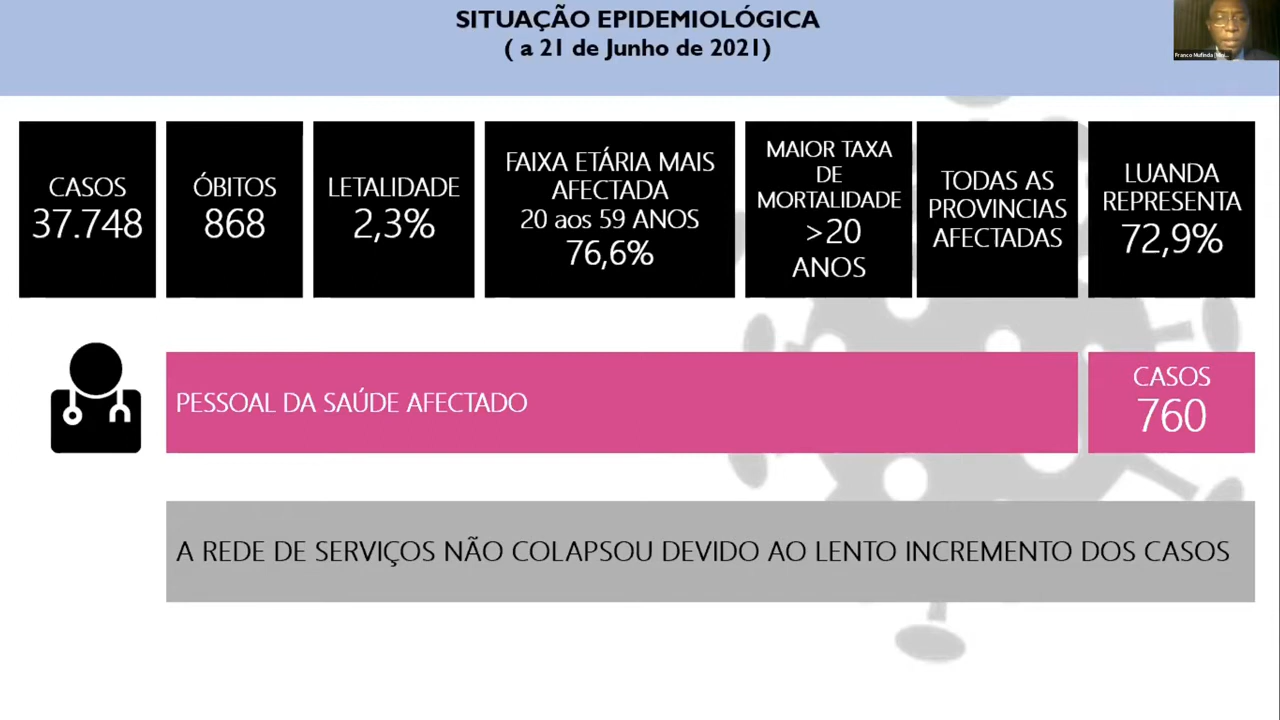 SITUAÇÃO EPIDEMIOLÓGICA
( a 21 de Junho de 2021)
Franco Mufinda
CASOS
37.748
ÓBITOS
868
LETALIDADE
2,3%
FAIXA ETÁRIA MAIS
AFECTADA
20 aos 59 ANOS
76,6%
MAIOR TAXA
DE
MORTALIDADE
>20
ANOS
TODAS AS
PROVINCIAS
AFECTADAS
LUANDA
REPRESENTA
72,9%
PESSOAL DA SAÚDE AFECTADO
CASOS
760
A REDE DE SERVIÇOS NÃO COLAPSOU DEVIDO AO LENTO INCREMENTO DOS CASOS